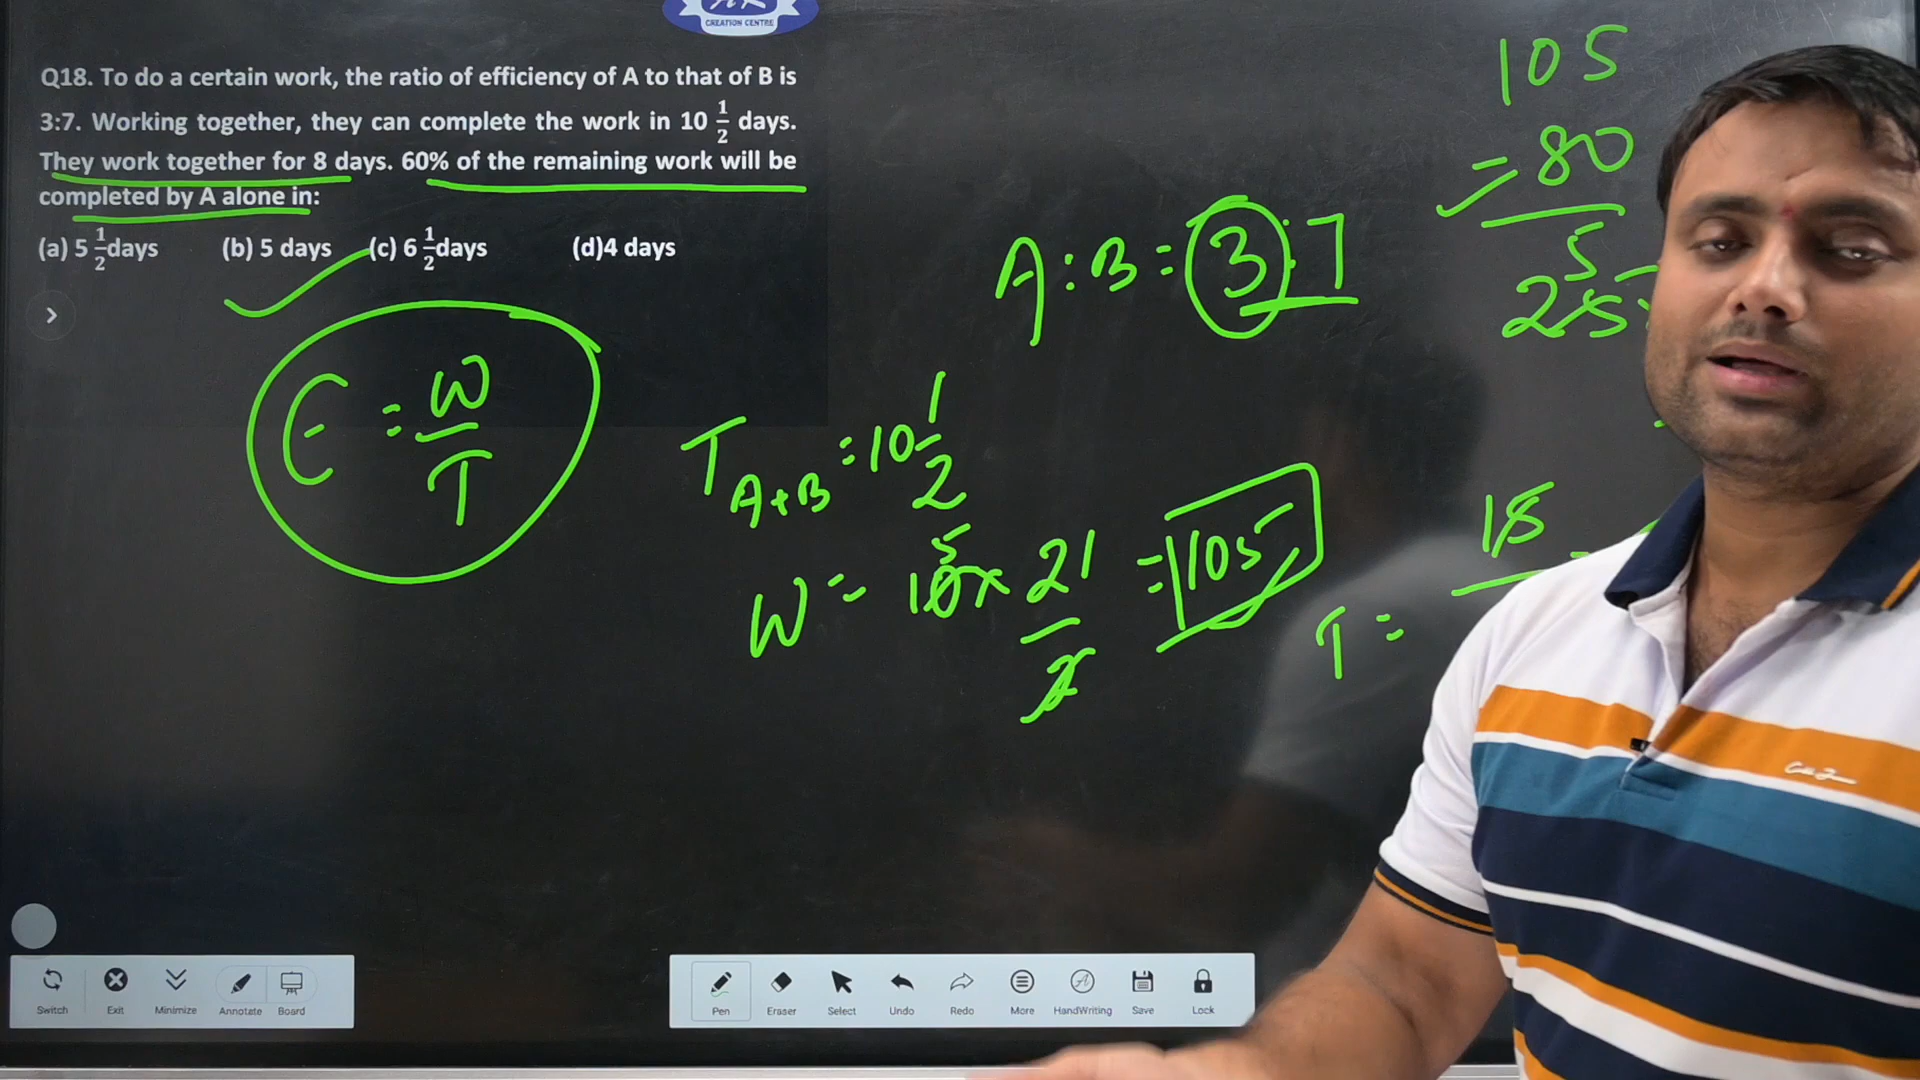 CREATION CENTRE
Q18. To do a certain work, the ratio of efficiency of A to that of B is
3:7. Working together, they can complete the work in 10 1/2 days.
They work together for 8 days. 60% of the remaining work will be
completed by A alone in:
(a) 5 1/2 days (b) 5 days (c) 6 1/2 days (d)4 days
E = W/T
A : B = 3 : 7
T A+B = 10 1/2
W = 10 x 21/2 = 105
5
105
80
5
25
15
T =
Switch Exit Minimize Annotate Board
Pen Eraser Select Undo Redo More HandWriting Save Lock